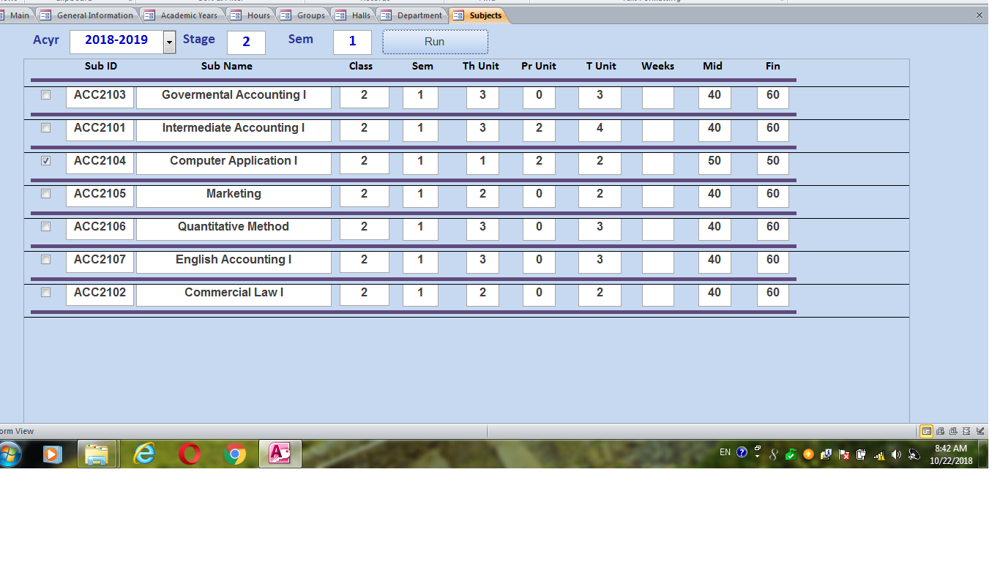 Main General Information Academic Years Hours Groups Halls Department Subjects
Acyr 2018-2019 Stage 2 Sem 1 Run
Sub ID Sub Name Class Sem Th Unit Pr Unit T Unit Weeks Mid Fin
ACC2103 Govermental Accounting I 2 1 3 0 3 40 60
ACC2101 Intermediate Accounting I 2 1 3 2 4 40 60
ACC2104 Computer Application I 2 1 1 2 2 50 50
ACC2105 Marketing 2 1 2 0 2 40 60
ACC2106 Quantitative Method 2 1 3 0 3 40 60
ACC2107 English Accounting I 2 1 3 0 3 40 60
ACC2102 Commercial Law I 2 1 2 0 2 40 60
orm View
EN 8:42 AM
10/22/2018